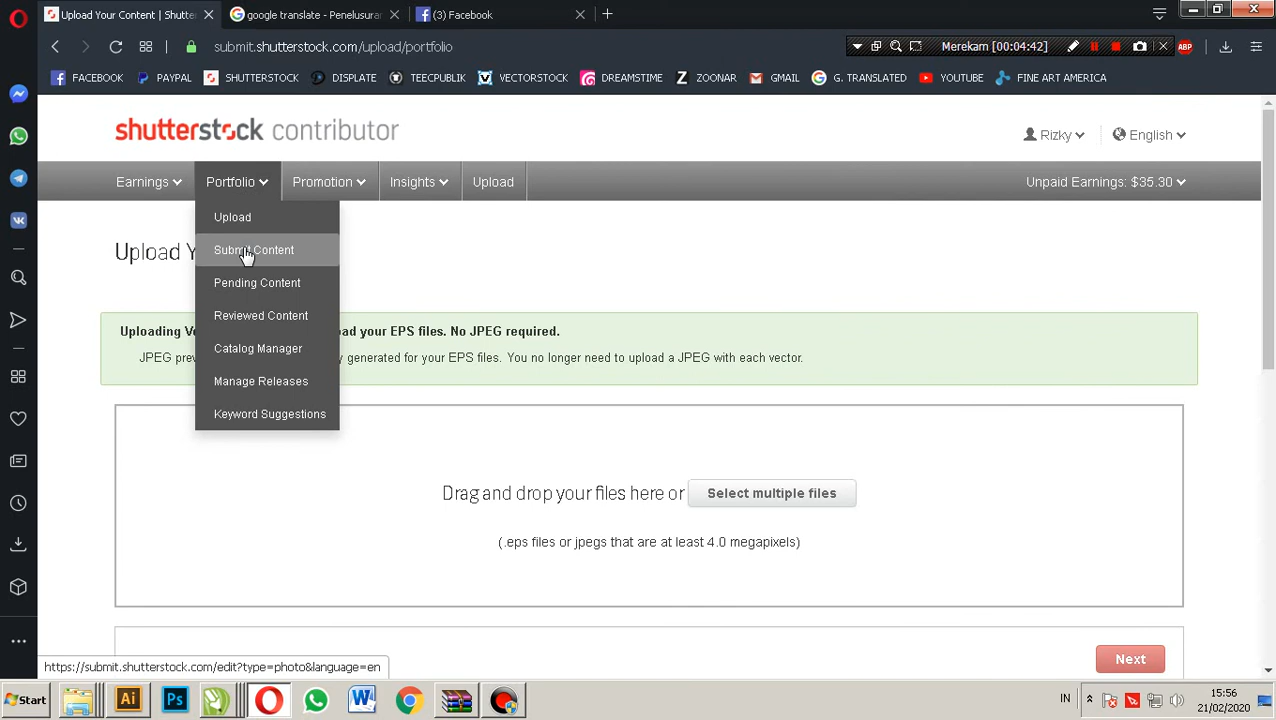 Upload Your Content | Shutter
google translate - Penelusura
(3) Facebook
submit.shutterstock.com/upload/portfolio
Merekam [00:04:42]
ABP
FACEBOOK
PAYPAL
SHUTTERSTOCK
DISPLATE
TEECPUBLIK
VECTORSTOCK
DREAMSTIME
ZOONAR
GMAIL
G. TRANSLATED
YOUTUBE
FINE ART AMERICA
shutterstock contributor
Rizky
English
Earnings
Portfolio
Promotion
Insights
Upload
Unpaid Earnings: $35.30
Upload
Submit Content
Pending Content
Reviewed Content
Catalog Manager
Manage Releases
Keyword Suggestions
Upload Y
Uploading Ve oad your EPS files. No JPEG required.
JPEG prev y generated for your EPS files. You no longer need to upload a JPEG with each vector.
Drag and drop your files here or Select multiple files
(.eps files or jpegs that are at least 4.0 megapixels)
Next
https://submit.shutterstock.com/edit?type=photo&language=en
Start
Ai
Ps
IN
15:56
21/02/2020